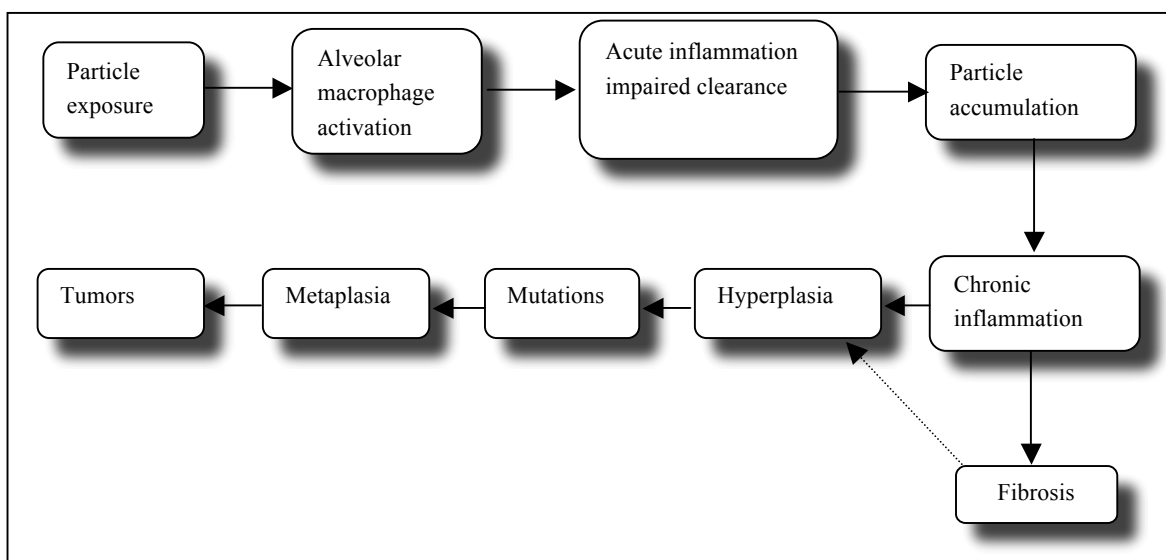 Particle
exposure
Alveolar
macrophage
activation
Acute inflammation
impaired clearance
Particle
accumulation
Chronic
inflammation
Hyperplasia
Mutations
Metaplasia
Tumors
Fibrosis